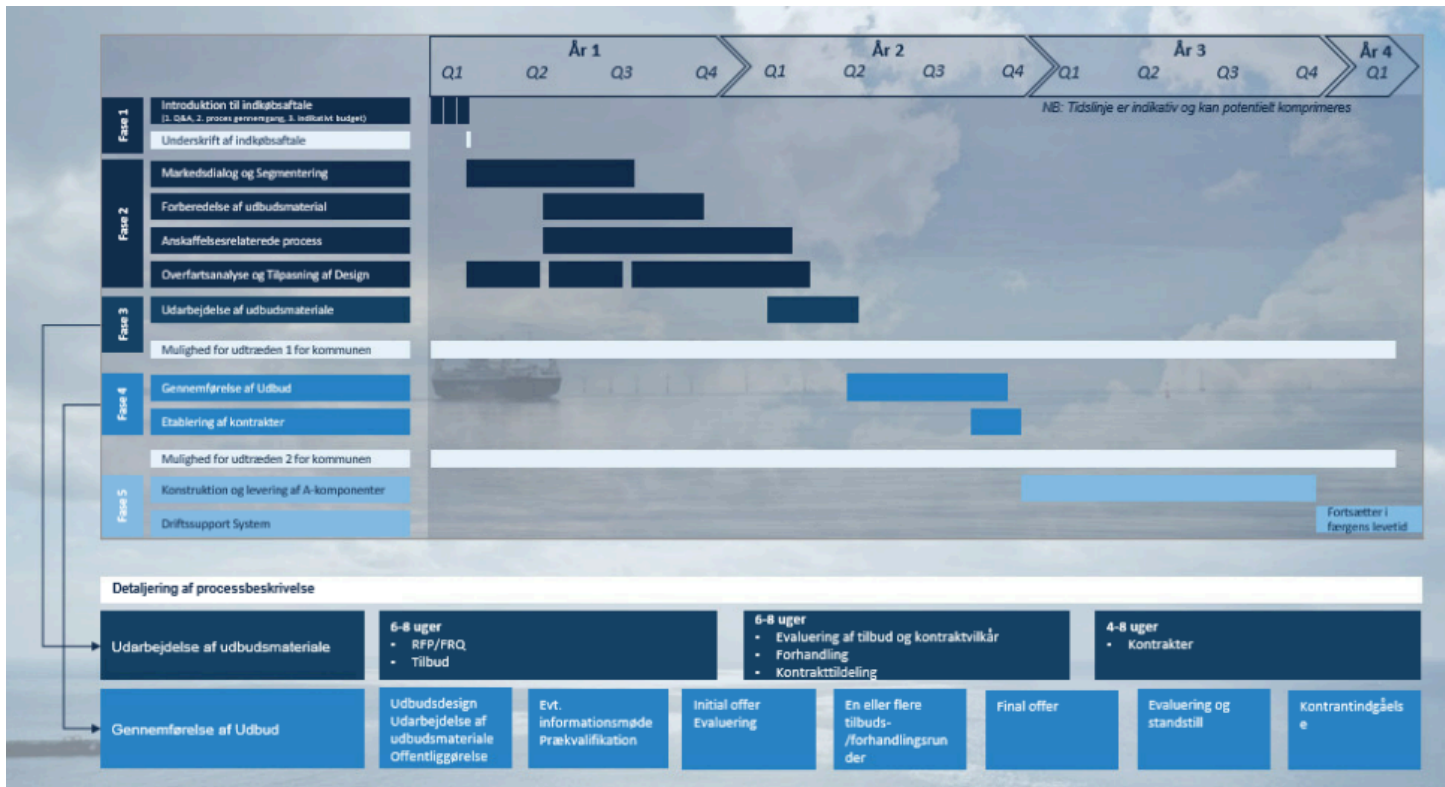 År 1
År 2
År 3
År 4
Q1
Q2
Q3
Q4
Q1
Q2
Q3
Q4
Q1
Q2
Q3
Q4
Q1
NB: Tidslinje er indikativ og kan potentielt komprimeres
Fase 1
Introduktion til indkøbsaftale
(1. Q&A, 2. proces gennemgang, 3. indikativt budget)
Underskrift af indkøbsaftale
Fase 2
Markedsdialog og Segmentering
Forberedelse af udbudsmaterial
Anskaffelsesrelaterede process
Overfartsanalyse og Tilpasning af Design
Fase 3
Udarbejdelse af udbudsmateriale
Mulighed for udtræden 1 for kommunen
Fase 4
Gennemførelse af Udbud
Etablering af kontrakter
Mulighed for udtræden 2 for kommunen
Fase 5
Konstruktion og levering af A-komponenter
Driftssupport System
Fortsætter i
færgens levetid
Detaljering af processbeskrivelse
Udarbejdelse af udbudsmateriale
6-8 uger
• RFP/FRQ
• Tilbud
6-8 uger
• Evaluering af tilbud og kontraktvilkår
• Forhandling
• Kontrakttildeling
4-8 uger
• Kontrakter
Gennemførelse af Udbud
Udbudsdesign
Udarbejdelse af
udbudsmateriale
Offentliggørelse
Evt.
informationsmøde
Prækvalifikation
Initial offer
Evaluering
En eller flere
tilbuds-
/forhandlingsrun
der
Final offer
Evaluering og
standstill
Kontrantindgåels
e